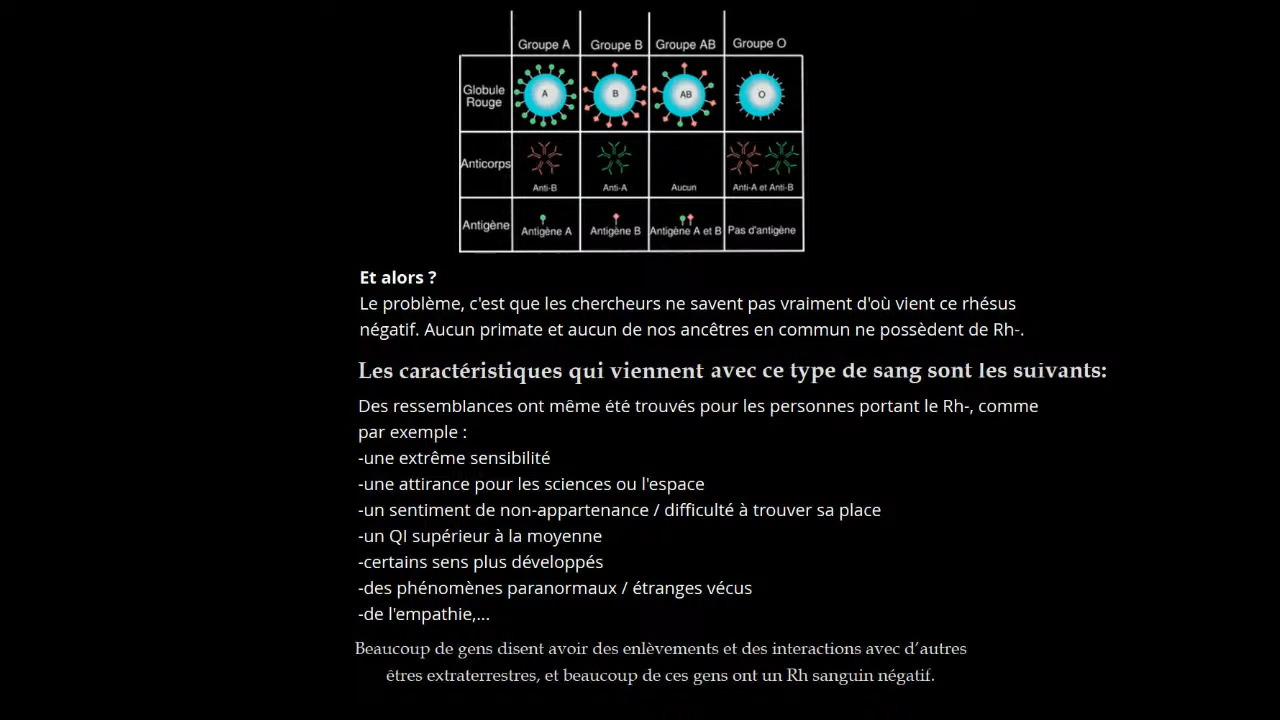 Groupe A Groupe B Groupe AB Groupe O
Globule Rouge A B AB O
Anticorps Anti-B Anti-A Aucun Anti-A et Anti-B
Antigène Antigène A Antigène B Antigène A et B Pas d'antigène
Et alors ?
Le problème, c'est que les chercheurs ne savent pas vraiment d'où vient ce rhésus
négatif. Aucun primate et aucun de nos ancêtres en commun ne possèdent de Rh-.
Les caractéristiques qui viennent avec ce type de sang sont les suivants:
Des ressemblances ont même été trouvés pour les personnes portant le Rh-, comme
par exemple :
-une extrême sensibilité
-une attirance pour les sciences ou l'espace
-un sentiment de non-appartenance / difficulté à trouver sa place
-un QI supérieur à la moyenne
-certains sens plus développés
-des phénomènes paranormaux / étranges vécus
-de l'empathie,...
Beaucoup de gens disent avoir des enlèvements et des interactions avec d’autres
êtres extraterrestres, et beaucoup de ces gens ont un Rh sanguin négatif.